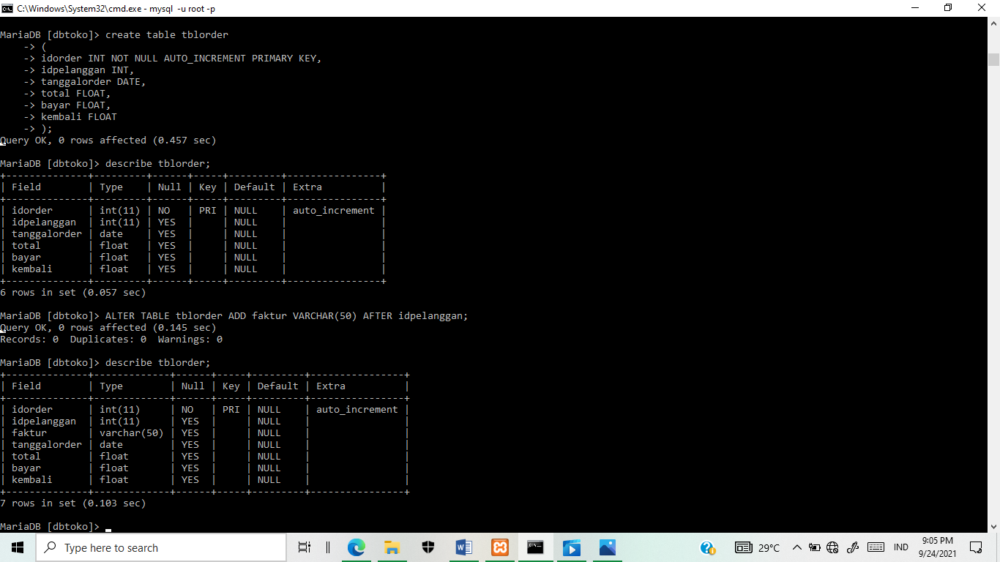 C:\Windows\System32\cmd.exe - mysql  -u root -p
MariaDB [dbtoko]> create table tblorder
    -> (
    -> idorder INT NOT NULL AUTO_INCREMENT PRIMARY KEY,
    -> idpelanggan INT,
    -> tanggalorder DATE,
    -> total FLOAT,
    -> bayar FLOAT,
    -> kembali FLOAT
    -> );
Query OK, 0 rows affected (0.457 sec)
MariaDB [dbtoko]> describe tblorder;
+--------------+---------+------+-----+---------+----------------+
| Field        | Type    | Null | Key | Default | Extra          |
+--------------+---------+------+-----+---------+----------------+
| idorder      | int(11) | NO   | PRI | NULL    | auto_increment |
| idpelanggan  | int(11) | YES  |     | NULL    |                |
| tanggalorder | date    | YES  |     | NULL    |                |
| total        | float   | YES  |     | NULL    |                |
| bayar        | float   | YES  |     | NULL    |                |
| kembali      | float   | YES  |     | NULL    |                |
+--------------+---------+------+-----+---------+----------------+
6 rows in set (0.057 sec)
MariaDB [dbtoko]> ALTER TABLE tblorder ADD faktur VARCHAR(50) AFTER idpelanggan;
Query OK, 0 rows affected (0.145 sec)
Records: 0  Duplicates: 0  Warnings: 0
MariaDB [dbtoko]> describe tblorder;
+--------------+-------------+------+-----+---------+----------------+
| Field        | Type        | Null | Key | Default | Extra          |
+--------------+-------------+------+-----+---------+----------------+
| idorder      | int(11)     | NO   | PRI | NULL    | auto_increment |
| idpelanggan  | int(11)     | YES  |     | NULL    |                |
| faktur       | varchar(50) | YES  |     | NULL    |                |
| tanggalorder | date        | YES  |     | NULL    |                |
| total        | float       | YES  |     | NULL    |                |
| bayar        | float       | YES  |     | NULL    |                |
| kembali      | float       | YES  |     | NULL    |                |
+--------------+-------------+------+-----+---------+----------------+
7 rows in set (0.103 sec)
MariaDB [dbtoko]>
Type here to search
29°C
IND
9:05 PM
9/24/2021